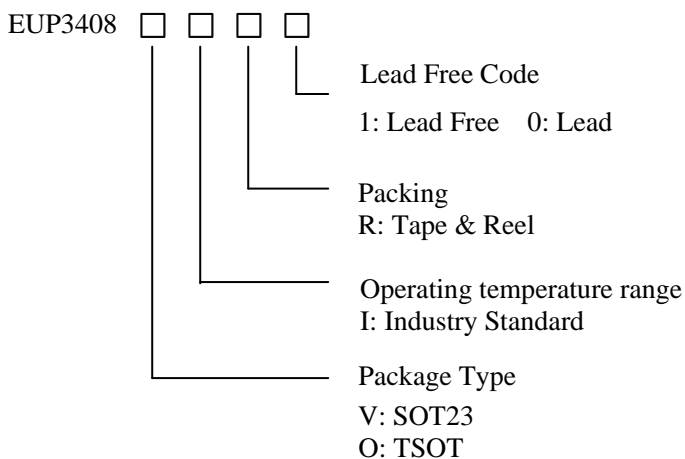 EUP3408 □ □ □ □
Lead Free Code
1: Lead Free 0: Lead
Packing
R: Tape & Reel
Operating temperature range
I: Industry Standard
Package Type
V: SOT23
O: TSOT